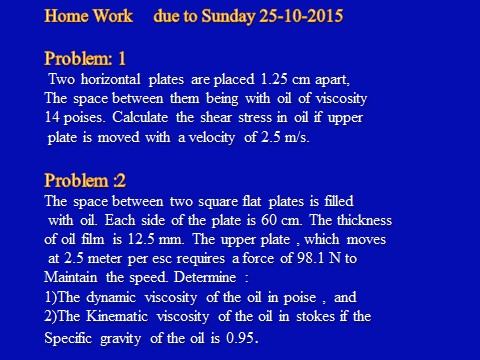 Home Work due to Sunday 25-10-2015
Problem: 1
Two horizontal plates are placed 1.25 cm apart,
The space between them being with oil of viscosity
14 poises. Calculate the shear stress in oil if upper
plate is moved with a velocity of 2.5 m/s.
Problem :2
The space between two square flat plates is filled
with oil. Each side of the plate is 60 cm. The thickness
of oil film is 12.5 mm. The upper plate , which moves
at 2.5 meter per esc requires a force of 98.1 N to
Maintain the speed. Determine :
1)The dynamic viscosity of the oil in poise , and
2)The Kinematic viscosity of the oil in stokes if the
Specific gravity of the oil is 0.95.